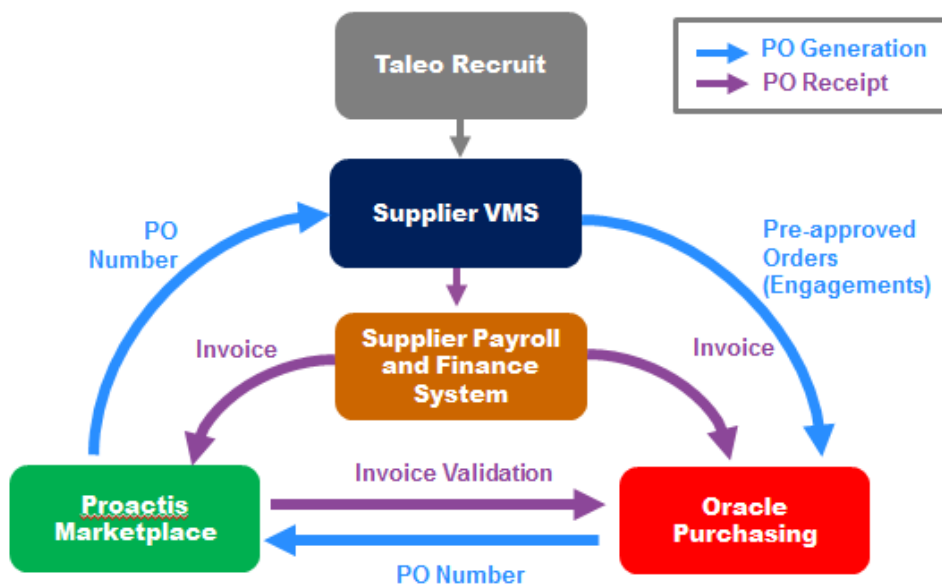 Taleo Recruit
PO Generation
PO Receipt
Supplier VMS
PO
Number
Pre-approved
Orders
(Engagements)
Invoice
Supplier Payroll
and Finance
System
Invoice
Invoice Validation
Proactis
Marketplace
Oracle
Purchasing
PO Number